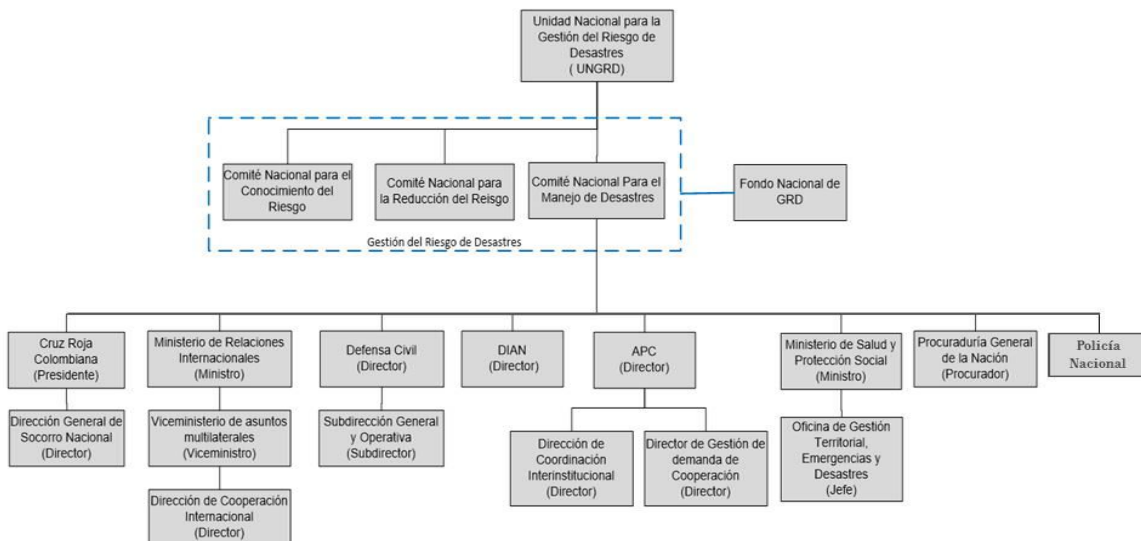 Unidad Nacional para la
Gestión del Riesgo de
Desastres
( UNGRD)
Comité Nacional para el
Conocimiento del
Riesgo
Comité Nacional para
la Reducción del Reisgo
Comité Nacional Para el
Manejo de Desastres
Fondo Nacional de
GRD
Gestión del Riesgo de Desastres
Cruz Roja
Colombiana
(Presidente)
Ministerio de Relaciones
Internacionales
(Ministro)
Defensa Civil
(Director)
DIAN
(Director)
APC
(Director)
Ministerio de Salud y
Protección Social
(Ministro)
Procuraduría General
de la Nación
(Procurador)
Policía
Nacional
Dirección General de
Socorro Nacional
(Director)
Viceministerio de asuntos
multilaterales
(Viceministro)
Subdirección General
y Operativa
(Subdirector)
Dirección de
Coordinación
Interinstitucional
(Director)
Director de Gestión de
demanda de
Cooperación
(Director)
Oficina de Gestión
Territorial,
Emergencias y
Desastres
(Jefe)
Dirección de Cooperación
Internacional
(Director)